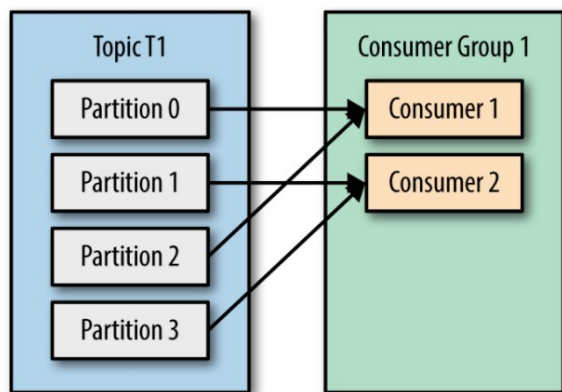 Topic T1
Partition 0
Partition 1
Partition 2
Partition 3
Consumer Group 1
Consumer 1
Consumer 2